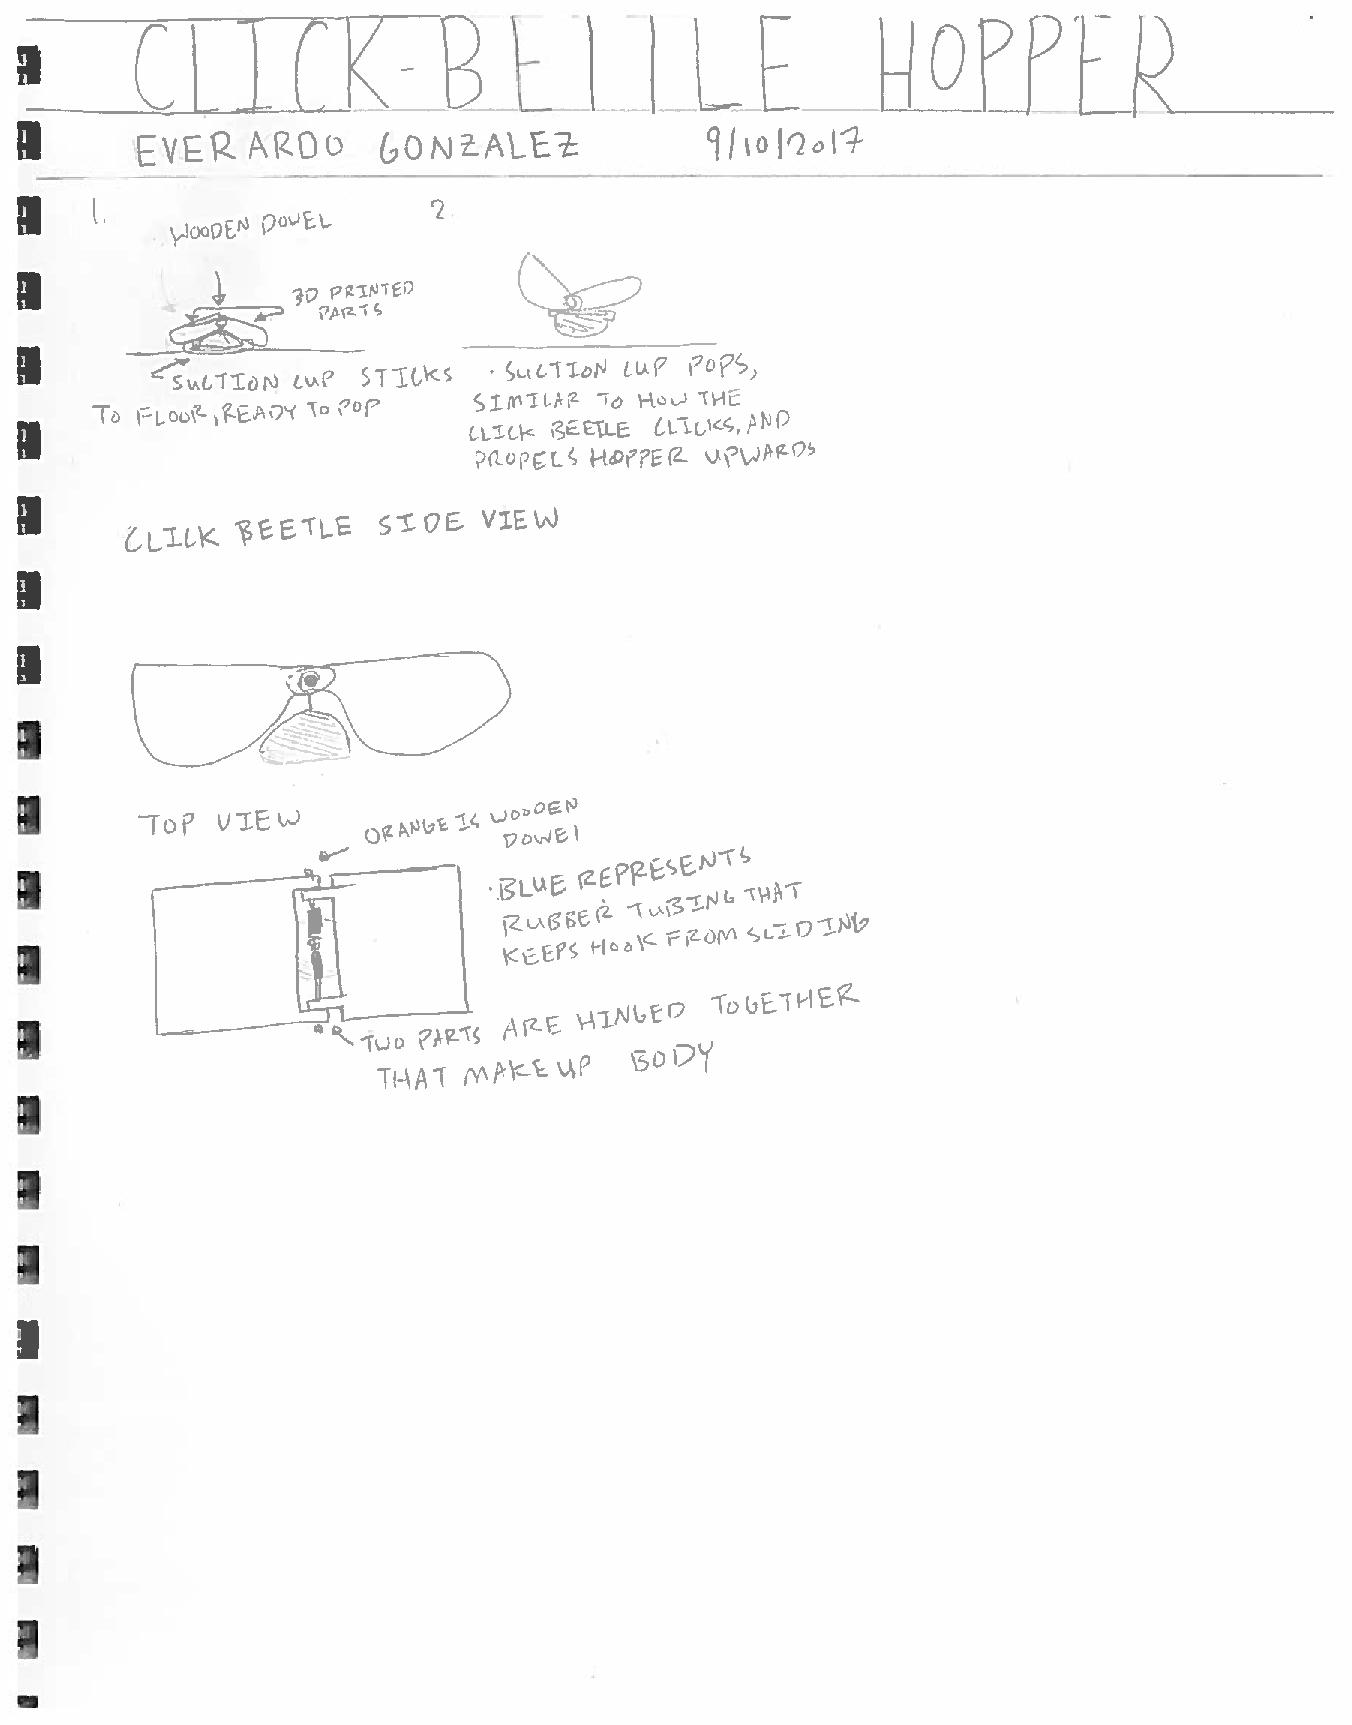 CLICK-BEETLE HOPPER
EVERARDO GONZALEZ 9/10/2017
1.
WOODEN DOWEL
3D PRINTED
PARTS
SUCTION CUP STICKS
TO FLOOR, READY TO POP
2.
· SUCTION CUP POPS,
SIMILAR TO HOW THE
CLICK BEETLE CLICKS, AND
PROPELS HOPPER UPWARDS
CLICK BEETLE SIDE VIEW
TOP VIEW
ORANGE IS WOODEN
DOWEL
· BLUE REPRESENTS
RUBBER TUBING THAT
KEEPS HOOK FROM SLIDING
TWO PARTS ARE HINGED TOGETHER
THAT MAKE UP BODY